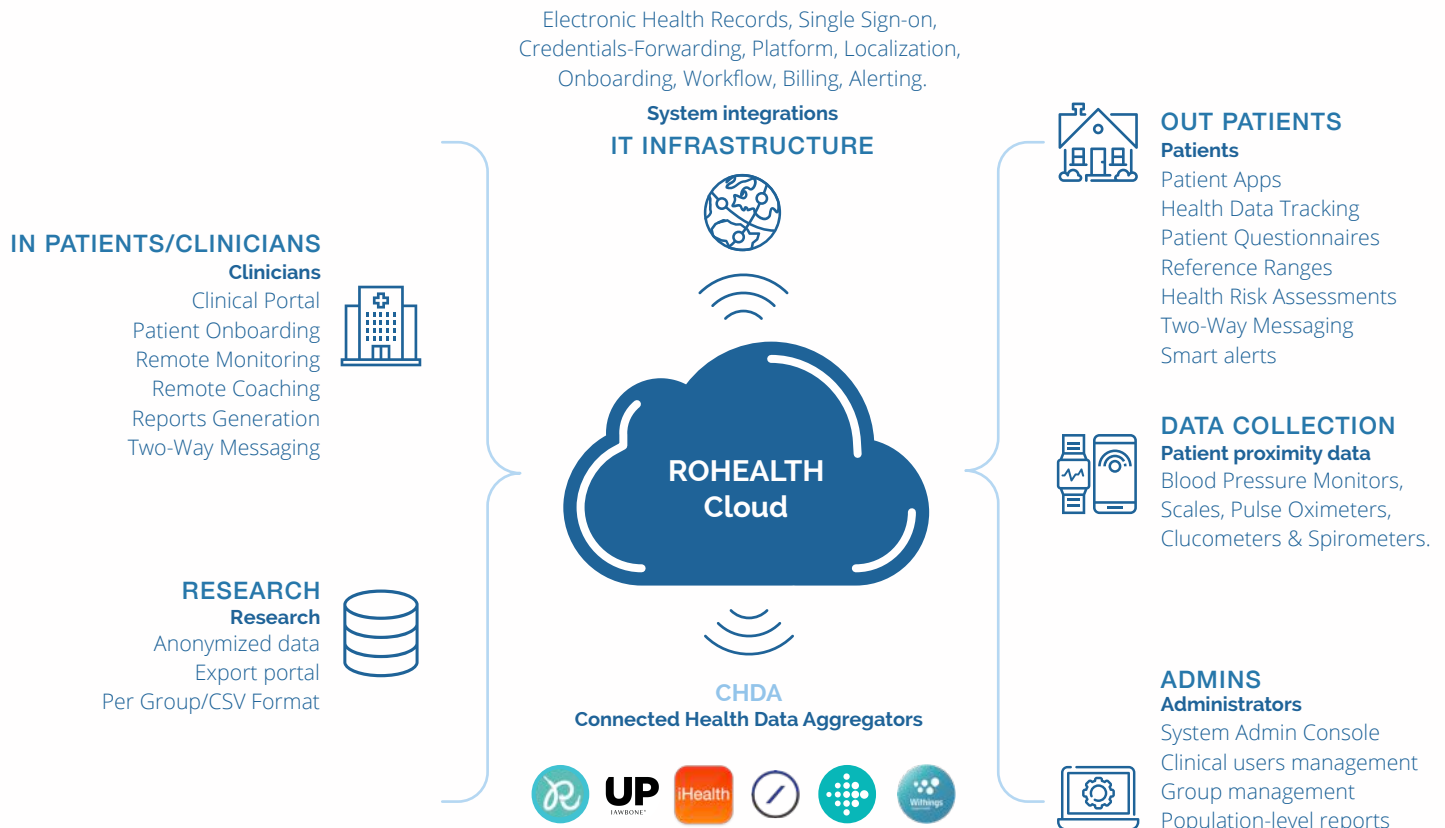 Electronic Health Records, Single Sign-on,
Credentials-Forwarding, Platform, Localization,
Onboarding, Workflow, Billing, Alerting.
System integrations
IT INFRASTRUCTURE
IN PATIENTS/CLINICIANS
Clinicians
Clinical Portal
Patient Onboarding
Remote Monitoring
Remote Coaching
Reports Generation
Two-Way Messaging
RESEARCH
Research
Anonymized data
Export portal
Per Group/CSV Format
ROHEALTH
Cloud
CHDA
Connected Health Data Aggregators
UP
JAWBONE
iHealth
Withings
OUT PATIENTS
Patients
Patient Apps
Health Data Tracking
Patient Questionnaires
Reference Ranges
Health Risk Assessments
Two-Way Messaging
Smart alerts
DATA COLLECTION
Patient proximity data
Blood Pressure Monitors,
Scales, Pulse Oximeters,
Clucometers & Spirometers.
ADMINS
Administrators
System Admin Console
Clinical users management
Group management
Population-level reports